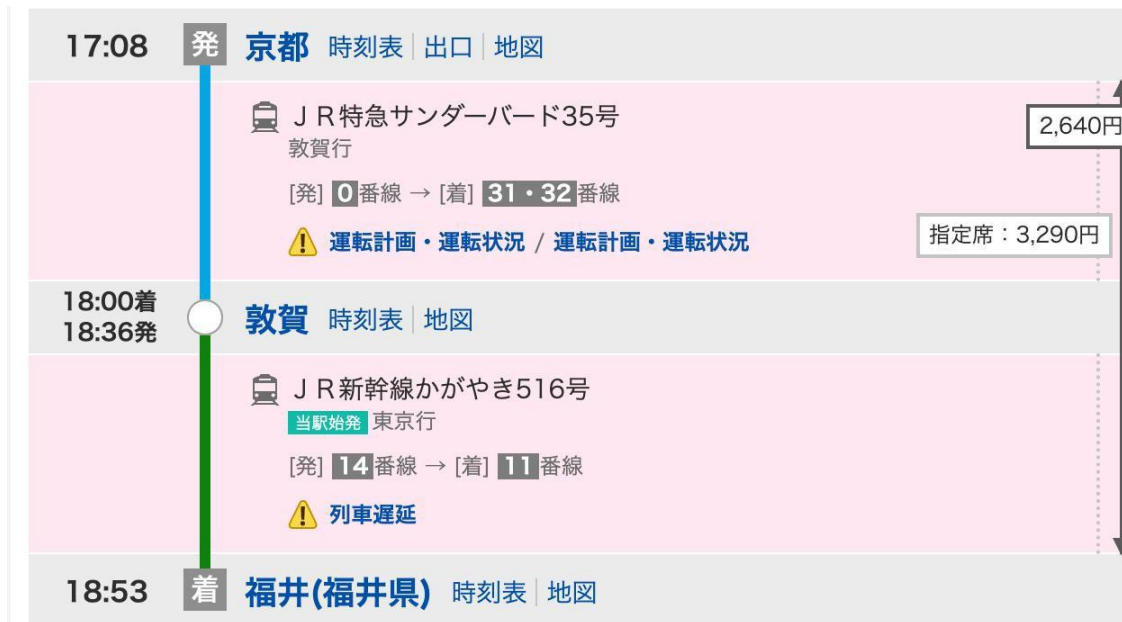 17:08 発 京都 時刻表 出口 地図
ＪＲ特急サンダーバード35号
敦賀行
2,640円
[発] 0番線 → [着] 31・32番線
運転計画・運転状況 / 運転計画・運転状況
指定席：3,290円
18:00着
18:36発
敦賀 時刻表 地図
ＪＲ新幹線かがやき516号
当駅始発 東京行
[発] 14番線 → [着] 11番線
列車遅延
18:53 着 福井(福井県) 時刻表 地図